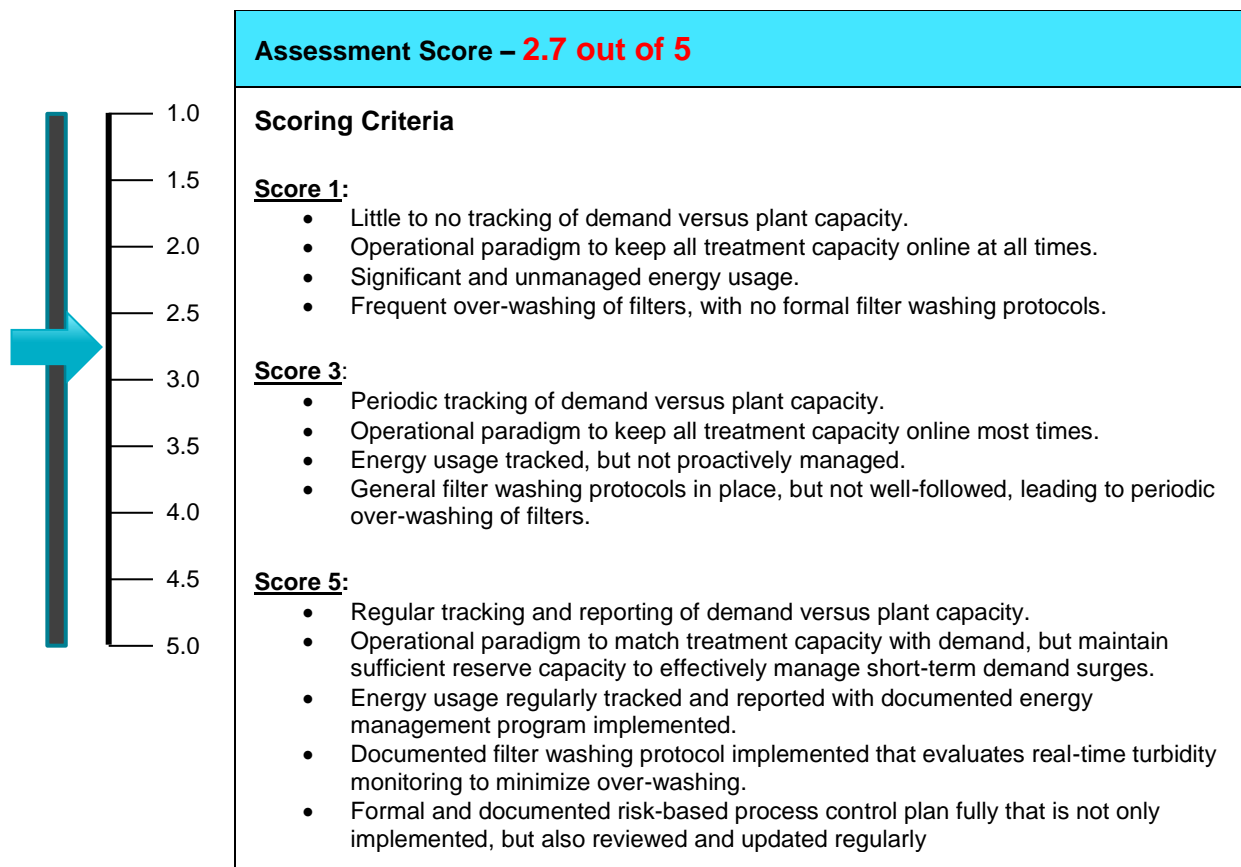 Assessment Score – 2.7 out of 5
1.0
1.5
2.0
2.5
3.0
3.5
4.0
4.5
5.0
Scoring Criteria
Score 1:
• Little to no tracking of demand versus plant capacity.
• Operational paradigm to keep all treatment capacity online at all times.
• Significant and unmanaged energy usage.
• Frequent over-washing of filters, with no formal filter washing protocols.
Score 3:
• Periodic tracking of demand versus plant capacity.
• Operational paradigm to keep all treatment capacity online most times.
• Energy usage tracked, but not proactively managed.
• General filter washing protocols in place, but not well-followed, leading to periodic
over-washing of filters.
Score 5:
• Regular tracking and reporting of demand versus plant capacity.
• Operational paradigm to match treatment capacity with demand, but maintain
sufficient reserve capacity to effectively manage short-term demand surges.
• Energy usage regularly tracked and reported with documented energy
management program implemented.
• Documented filter washing protocol implemented that evaluates real-time turbidity
monitoring to minimize over-washing.
• Formal and documented risk-based process control plan fully that is not only
implemented, but also reviewed and updated regularly